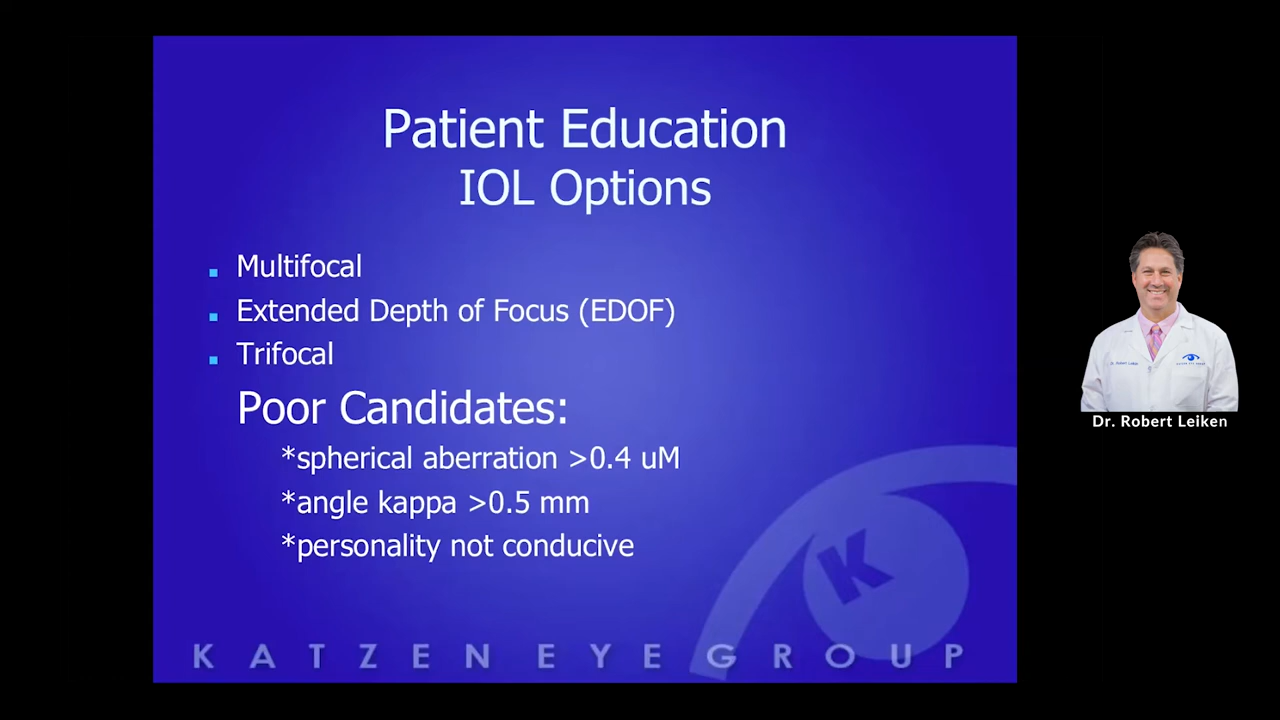 Patient Education
IOL Options
Multifocal
Extended Depth of Focus (EDOF)
Trifocal
Poor Candidates:
*spherical aberration >0.4 uM
*angle kappa >0.5 mm
*personality not conducive
K
KATZEN EYE GROUP
Dr. Robert Leiken